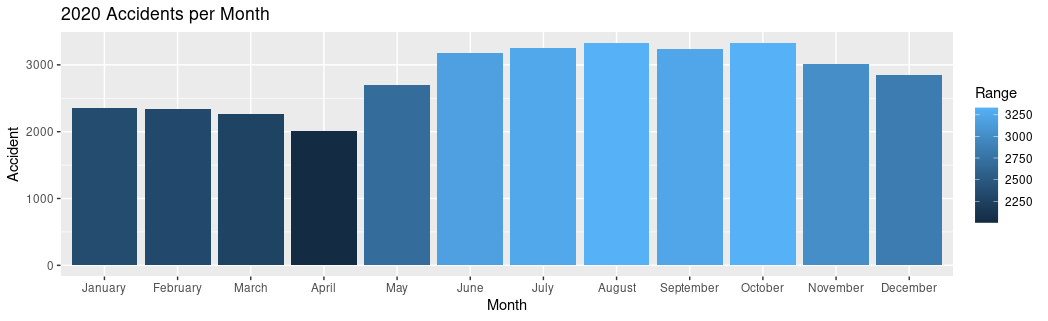 2020 Accidents per Month
Accident
3000
2000
1000
0
January February March April May June July August September October November December
Month
Range
3250
3000
2750
2500
2250